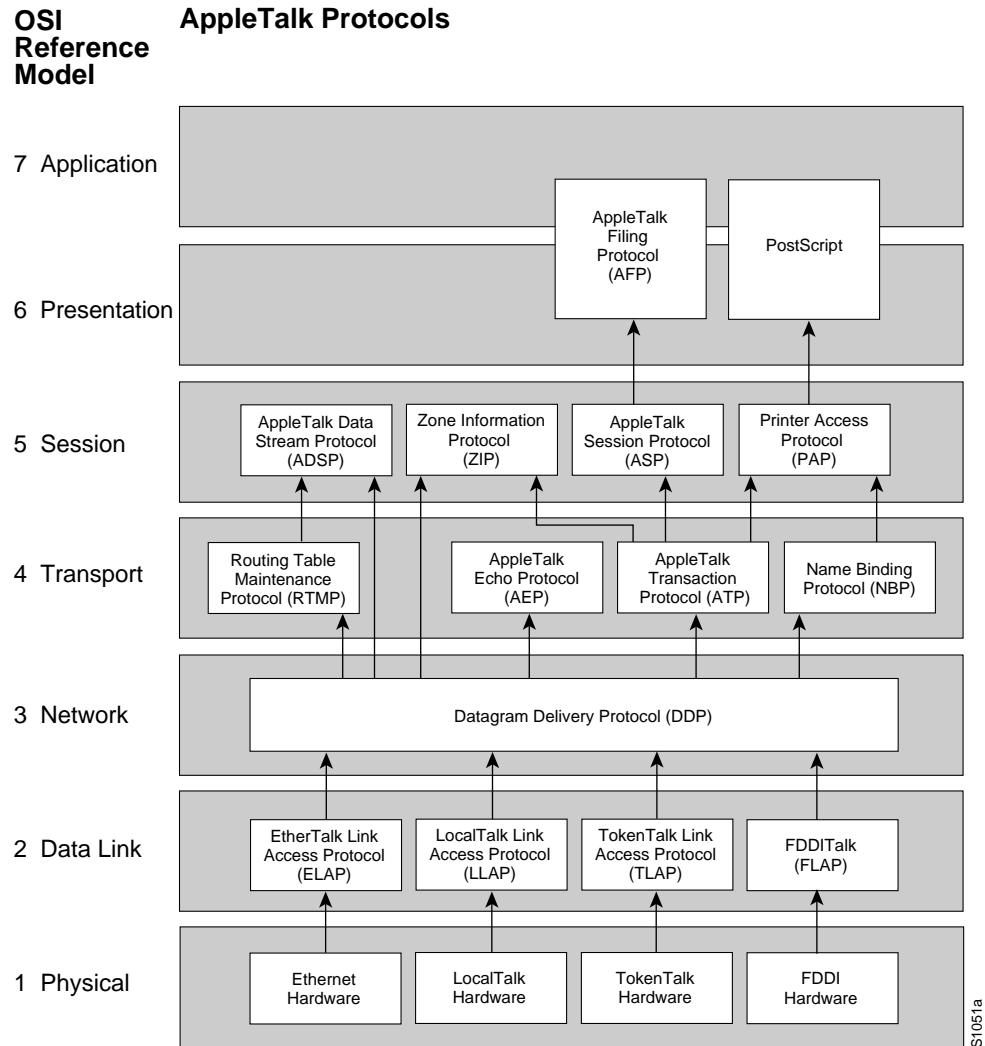 OSI
Reference
Model
AppleTalk Protocols
7 Application
AppleTalk
Filing
Protocol
(AFP)
PostScript
6 Presentation
5 Session
AppleTalk Data
Stream Protocol
(ADSP)
Zone Information
Protocol
(ZIP)
AppleTalk
Session Protocol
(ASP)
Printer Access
Protocol
(PAP)
4 Transport
Routing Table
Maintenance
Protocol (RTMP)
AppleTalk
Echo Protocol
(AEP)
AppleTalk
Transaction
Protocol (ATP)
Name Binding
Protocol (NBP)
3 Network
Datagram Delivery Protocol (DDP)
2 Data Link
EtherTalk Link
Access Protocol
(ELAP)
LocalTalk Link
Access Protocol
(LLAP)
TokenTalk Link
Access Protocol
(TLAP)
FDDITalk
(FLAP)
1 Physical
Ethernet
Hardware
LocalTalk
Hardware
TokenTalk
Hardware
FDDI
Hardware
S1051a